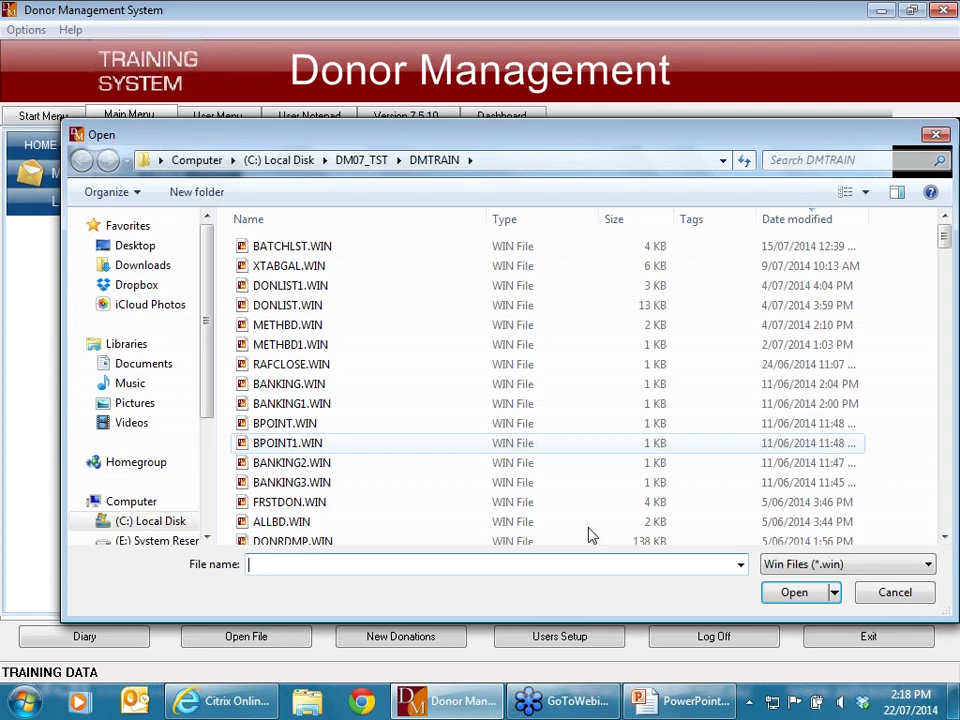 Donor Management System
Options Help
TRAINING SYSTEM
Donor Management
Start Menu Main Menu User Menu User Notepad Version 7.5.10 Dashboard
HOME
Open
Computer (C:) Local Disk DM07_TST DMTRAIN Search DMTRAIN
Organize New folder
Name Type Size Tags Date modified
BATCHLST.WIN WIN File 4 KB 15/07/2014 12:39 ...
XTABGAL.WIN WIN File 6 KB 9/07/2014 10:13 AM
DONLIST1.WIN WIN File 3 KB 4/07/2014 4:04 PM
DONLIST.WIN WIN File 13 KB 4/07/2014 3:59 PM
METHBD.WIN WIN File 2 KB 4/07/2014 2:10 PM
METHBD1.WIN WIN File 1 KB 2/07/2014 1:03 PM
RAFCLOSE.WIN WIN File 1 KB 24/06/2014 11:07 ...
BANKING.WIN WIN File 1 KB 11/06/2014 2:04 PM
BANKING1.WIN WIN File 1 KB 11/06/2014 2:00 PM
BPOINT.WIN WIN File 1 KB 11/06/2014 11:48 ...
BPOINT1.WIN WIN File 1 KB 11/06/2014 11:48 ...
BANKING2.WIN WIN File 1 KB 11/06/2014 11:47 ...
BANKING3.WIN WIN File 1 KB 11/06/2014 11:45 ...
FRSTDON.WIN WIN File 4 KB 5/06/2014 3:46 PM
ALLBD.WIN WIN File 2 KB 5/06/2014 3:44 PM
DONRDMP.WIN WIN File 138 KB 5/06/2014 1:56 PM
Favorites
Desktop
Downloads
Dropbox
iCloud Photos
Libraries
Documents
Music
Pictures
Videos
Homegroup
Computer
(C:) Local Disk
(E:) System Reser
File name: Win Files (*.win)
Open Cancel
Diary Open File New Donations Users Setup Log Off Exit
TRAINING DATA
Citrix Onlin... Donor Man... GoToWebi... PowerPoint...
2:18 PM
22/07/2014